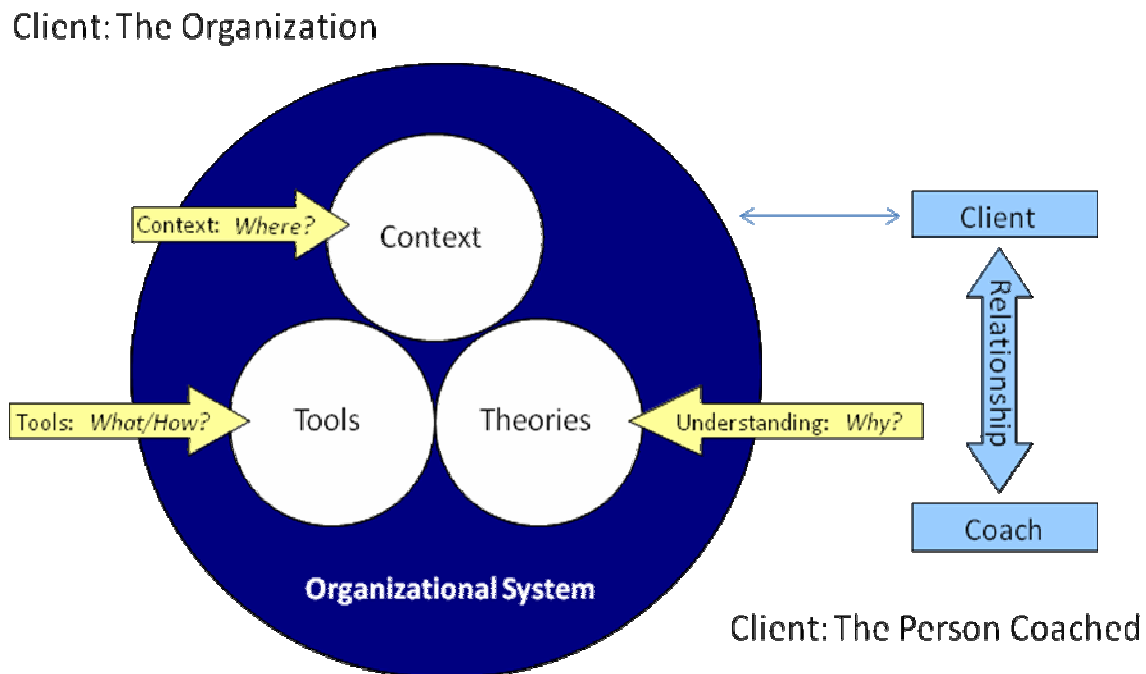 Client: The Organization
Context: Where?
Context
Client
Relationship
Tools: What/How?
Tools
Theories
Understanding: Why?
Coach
Organizational System
Client: The Person Coached